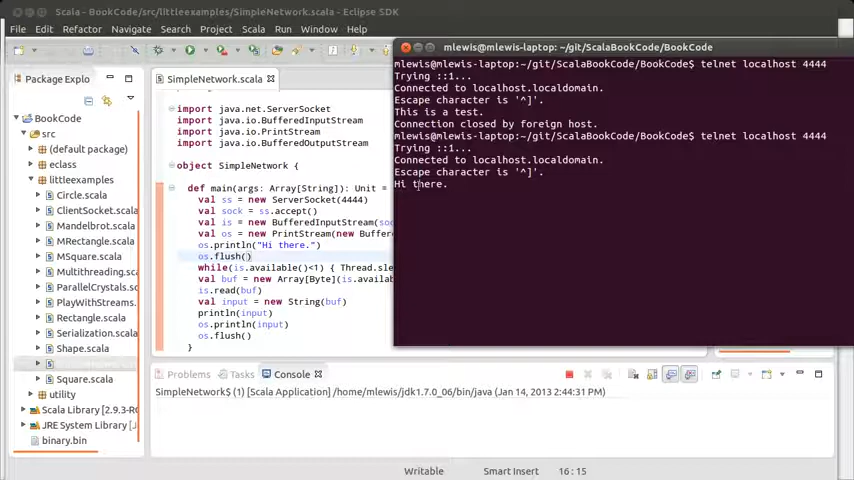 Scala - BookCode/src/littleexamples/SimpleNetwork.scala - Eclipse SDK
File Edit Refactor Navigate Search Project Scala Run Window Help
mlewis@mlewis-laptop: ~/git/ScalaBookCode/BookCode
mlewis@mlewis-laptop:~/git/ScalaBookCode/BookCode$ telnet localhost 4444
Trying ::1...
Connected to localhost.localdomain.
Escape character is '^]'.
This is a test.
Connection closed by foreign host.
mlewis@mlewis-laptop:~/git/ScalaBookCode/BookCode$ telnet localhost 4444
Trying ::1...
Connected to localhost.localdomain.
Escape character is '^]'.
Hi there.
Package Explo
BookCode
src
(default package)
eclass
littleexamples
Circle.scala
ClientSocket.scala
Mandelbrot.scala
MRectangle.scala
MSquare.scala
Multithreading.sca
ParallelCrystals.sca
PlayWithStreams.
Rectangle.scala
Serialization.scala
Shape.scala
Square.scala
utility
Scala Library [2.9.3-R
JRE System Library [
binary.bin
SimpleNetwork.scala
import java.net.ServerSocket
import java.io.BufferedInputStream
import java.io.PrintStream
import java.io.BufferedOutputStream
object SimpleNetwork {
def main(args: Array[String]): Unit =
val ss = new ServerSocket(4444)
val sock = ss.accept()
val is = new BufferedInputStream(soc
val os = new PrintStream(new Buffer
os.println("Hi there.")
os.flush()
while(is.available()<1) { Thread.sle
val buf = new Array[Byte](is.availab
is.read(buf)
val input = new String(buf)
println(input)
os.println(input)
os.flush()
}
Problems Tasks Console
SimpleNetwork$ (1) [Scala Application] /home/mlewis/jdk1.7.0_06/bin/java (Jan 14, 2013 2:44:31 PM)
Writable Smart Insert 16 : 15